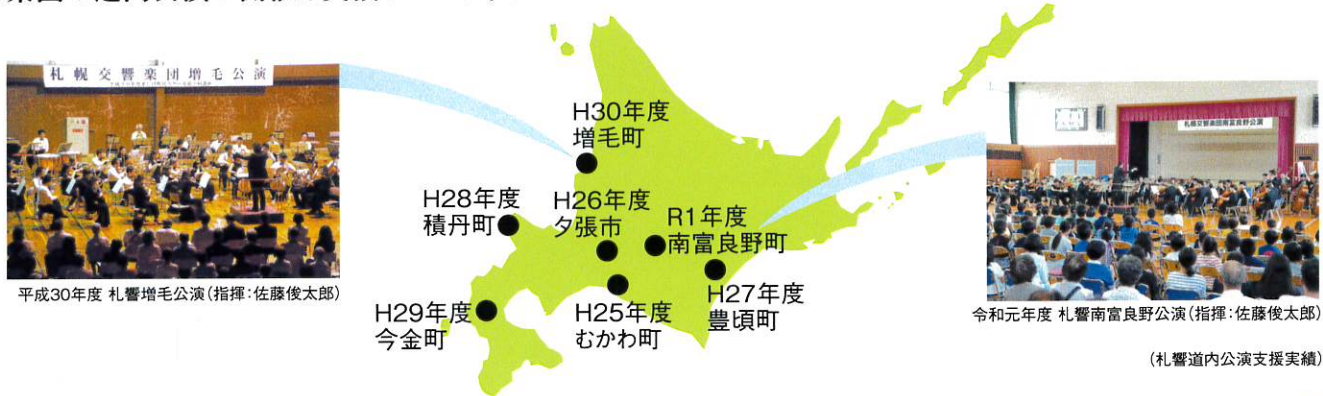 札幌交響楽団増毛公演
平成30年度 札響増毛公演(指揮:佐藤俊太郎)
H30年度
増毛町
H28年度
積丹町
H26年度
夕張市
R1年度
南富良野町
H29年度
今金町
H25年度
むかわ町
H27年度
豊頃町
札幌交響楽団南富良野公演
令和元年度 札響南富良野公演(指揮:佐藤俊太郎)
(札響道内公演支援実績)